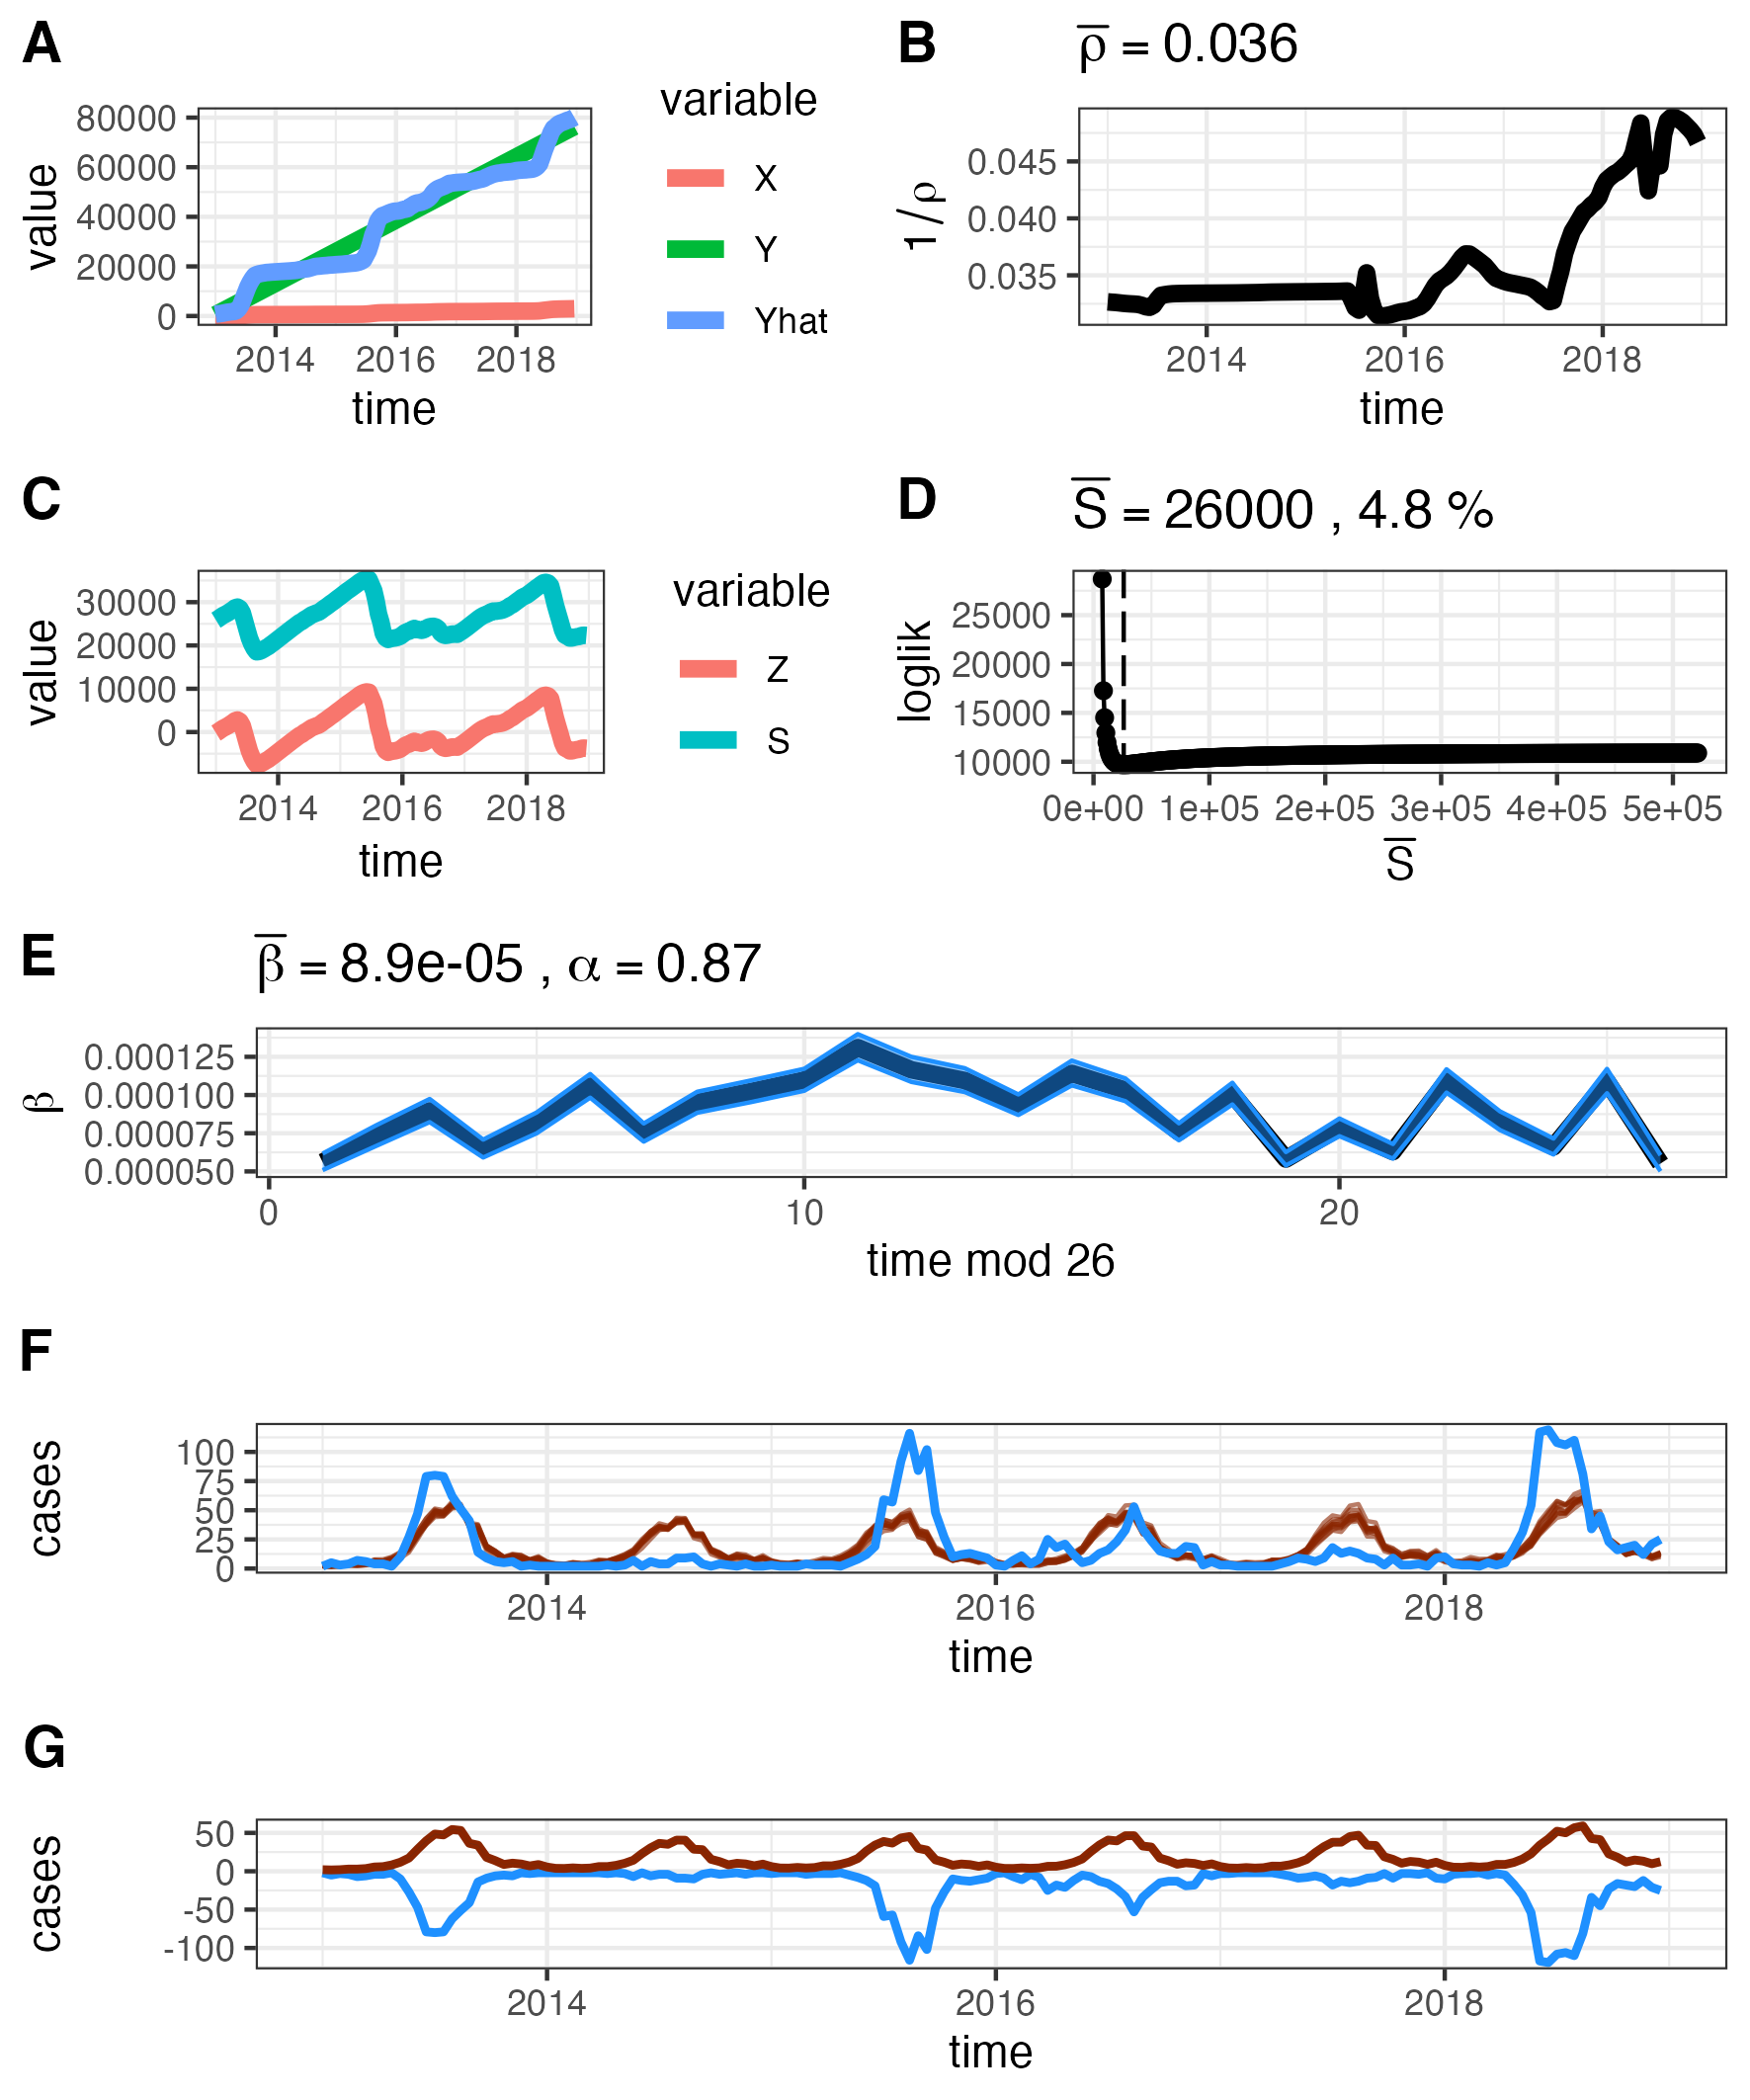 A
80000
60000
40000
20000
0
value
2014 2016 2018
time
variable
X
Y
Yhat
B
ρ̅ = 0.036
0.045
0.040
0.035
1/ρ
2014 2016 2018
time
C
30000
20000
10000
0
value
2014 2016 2018
time
variable
Z
S
D
S̅ = 26000 , 4.8 %
25000
20000
15000
10000
loglik
0e+00 1e+05 2e+05 3e+05 4e+05 5e+05
S̅
E
β̅ = 8.9e-05 , α = 0.87
0.000125
0.000100
0.000075
0.000050
β
0 10 20
time mod 26
F
100
75
50
25
0
cases
2014 2016 2018
time
G
50
0
-50
-100
cases
2014 2016 2018
time